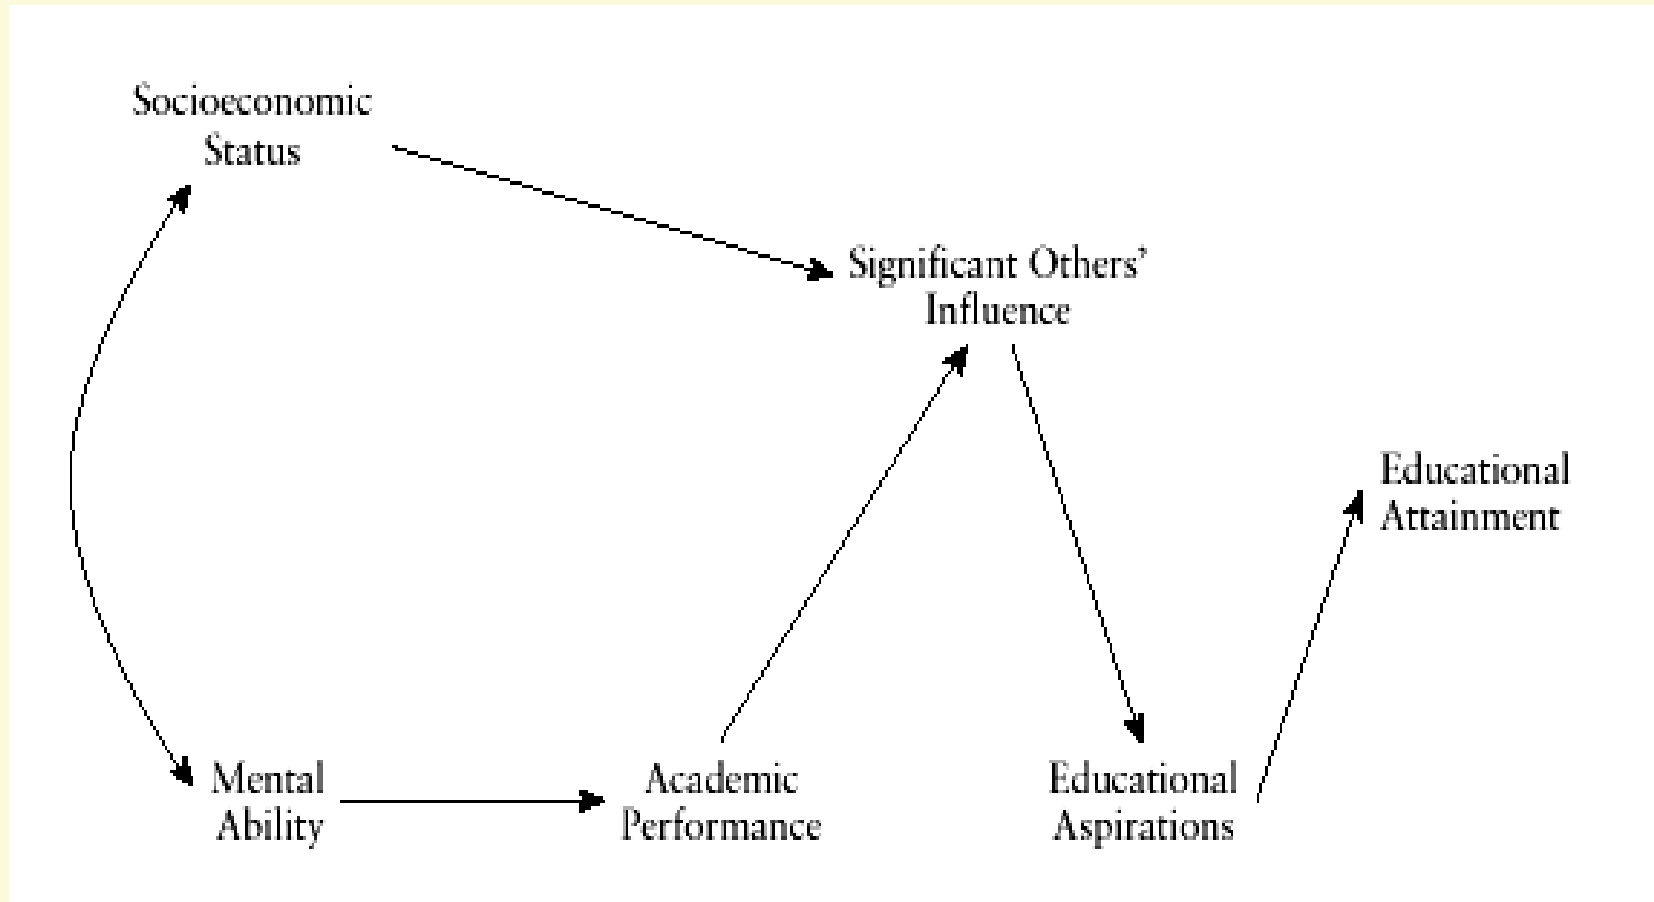 Socioeconomic
Status
Significant Others’
Influence
Educational
Attainment
Mental
Ability
Academic
Performance
Educational
Aspirations